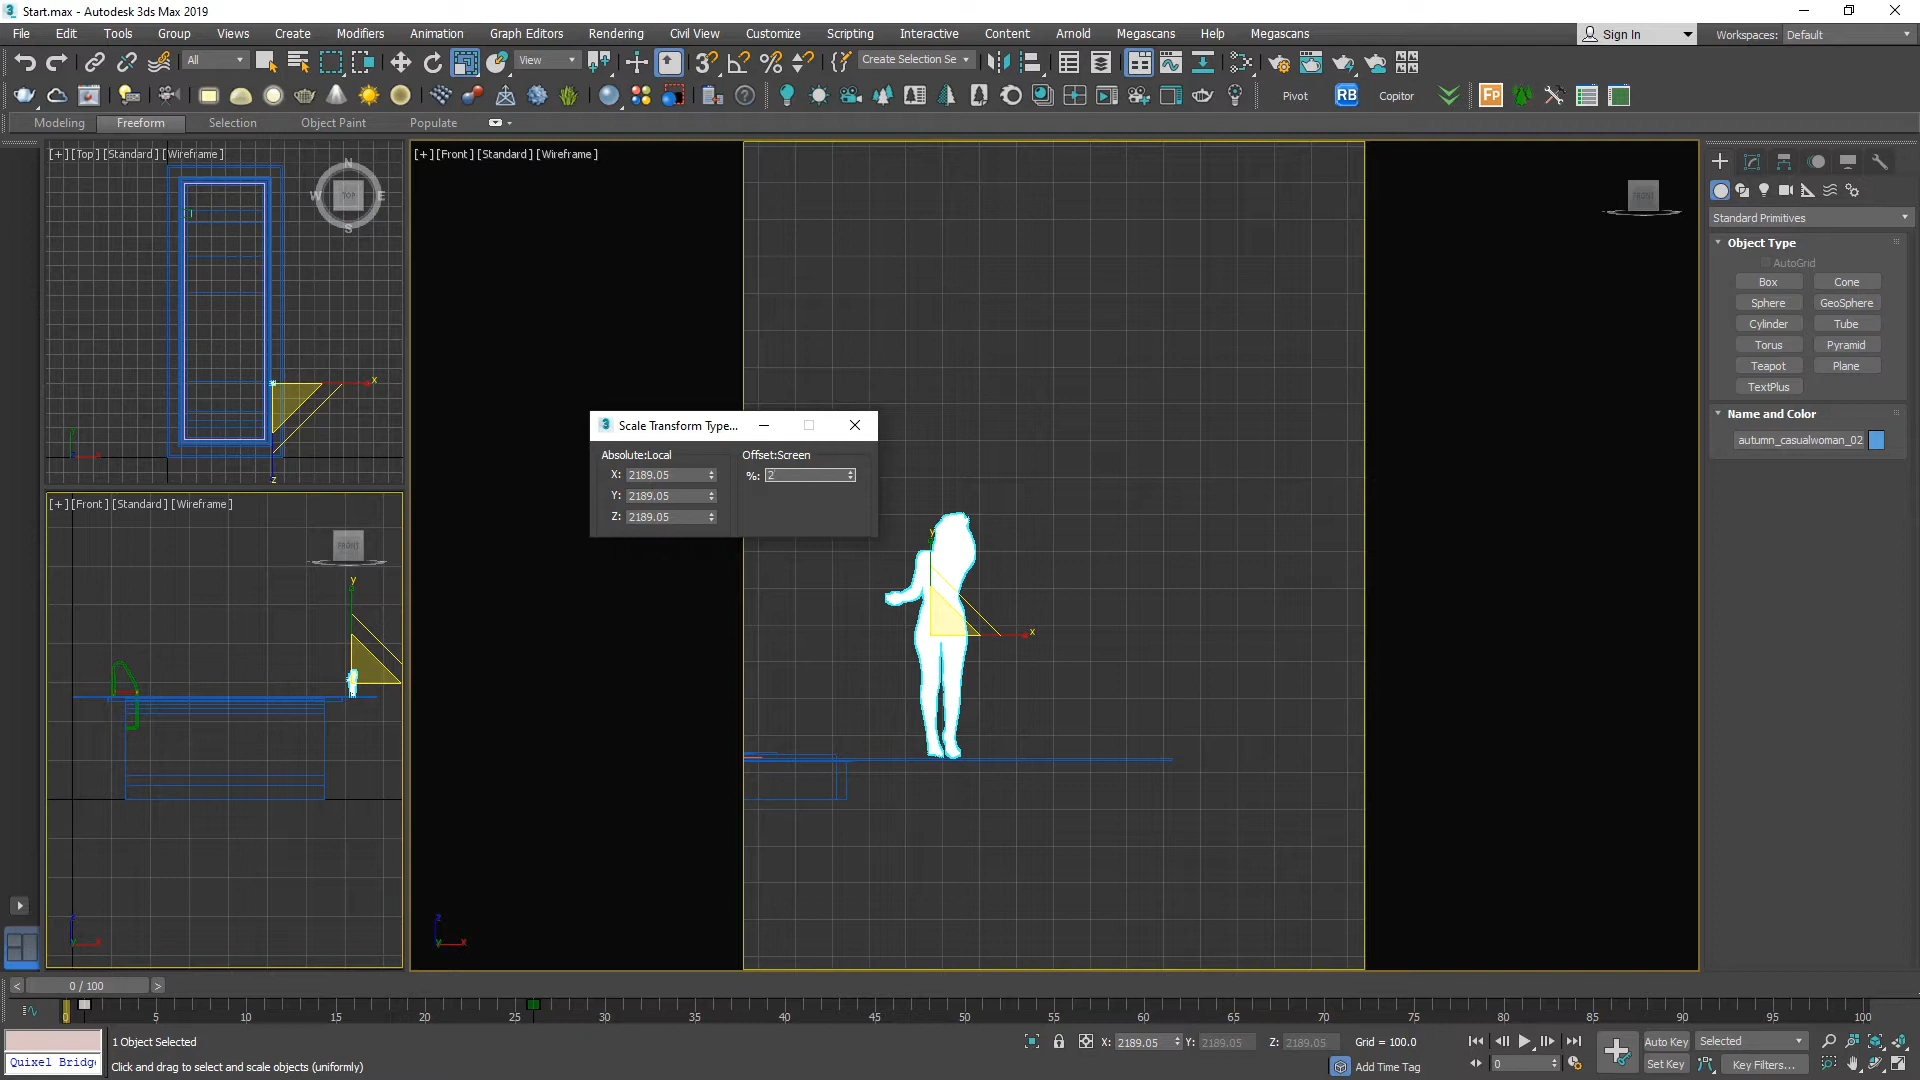 Start.max - Autodesk 3ds Max 2019
File Edit Tools Group Views Create Modifiers Animation Graph Editors Rendering Civil View Customize Scripting Interactive Content Arnold Megascans Help Megascans
Sign In Workspaces: Default
All View Create Selection Se
Pivot RB Copitor Fp
Modeling Freeform Selection Object Paint Populate
[+] [Top] [Standard] [Wireframe]
[+] [Front] [Standard] [Wireframe]
N
W TOP E
S
FRONT
x
z
[+] [Front] [Standard] [Wireframe]
FRONT
y
Scale Transform Type...
Absolute:Local Offset:Screen
X: 2189.05 %: 2
Y: 2189.05
Z: 2189.05
y
x
z
x
Standard Primitives
Object Type
AutoGrid
Box Cone
Sphere GeoSphere
Cylinder Tube
Torus Pyramid
Teapot Plane
TextPlus
Name and Color
autumn_casualwoman_02
< 0 / 100 >
0 5 10 15 20 25 30 35 40 45 50 55 60 65 70 75 80 85 90 95 100
1 Object Selected
X: 2189.05 Y: 2189.05 Z: 2189.05 Grid = 100.0
Auto Key Selected
Quixel Bridg
Click and drag to select and scale objects (uniformly)
Add Time Tag
0
Set Key Key Filters...